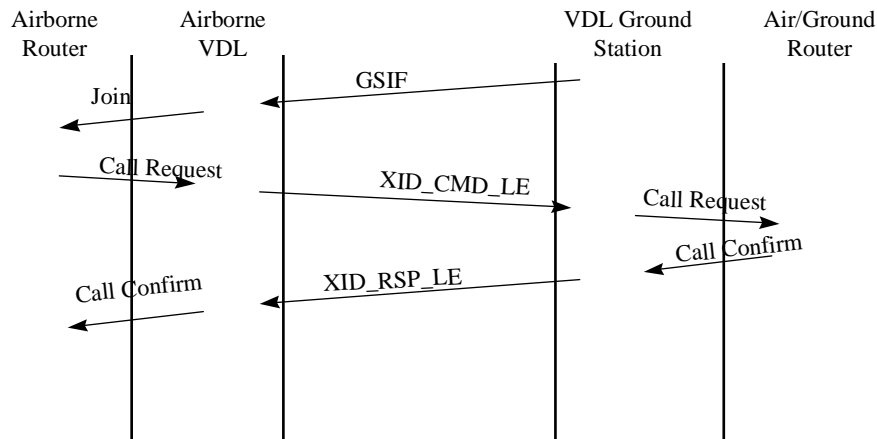 Airborne
Router
Airborne
VDL
VDL Ground
Station
Air/Ground
Router
GSIF
Join
Call Request
XID_CMD_LE
Call Request
Call Confirm
XID_RSP_LE
Call Confirm